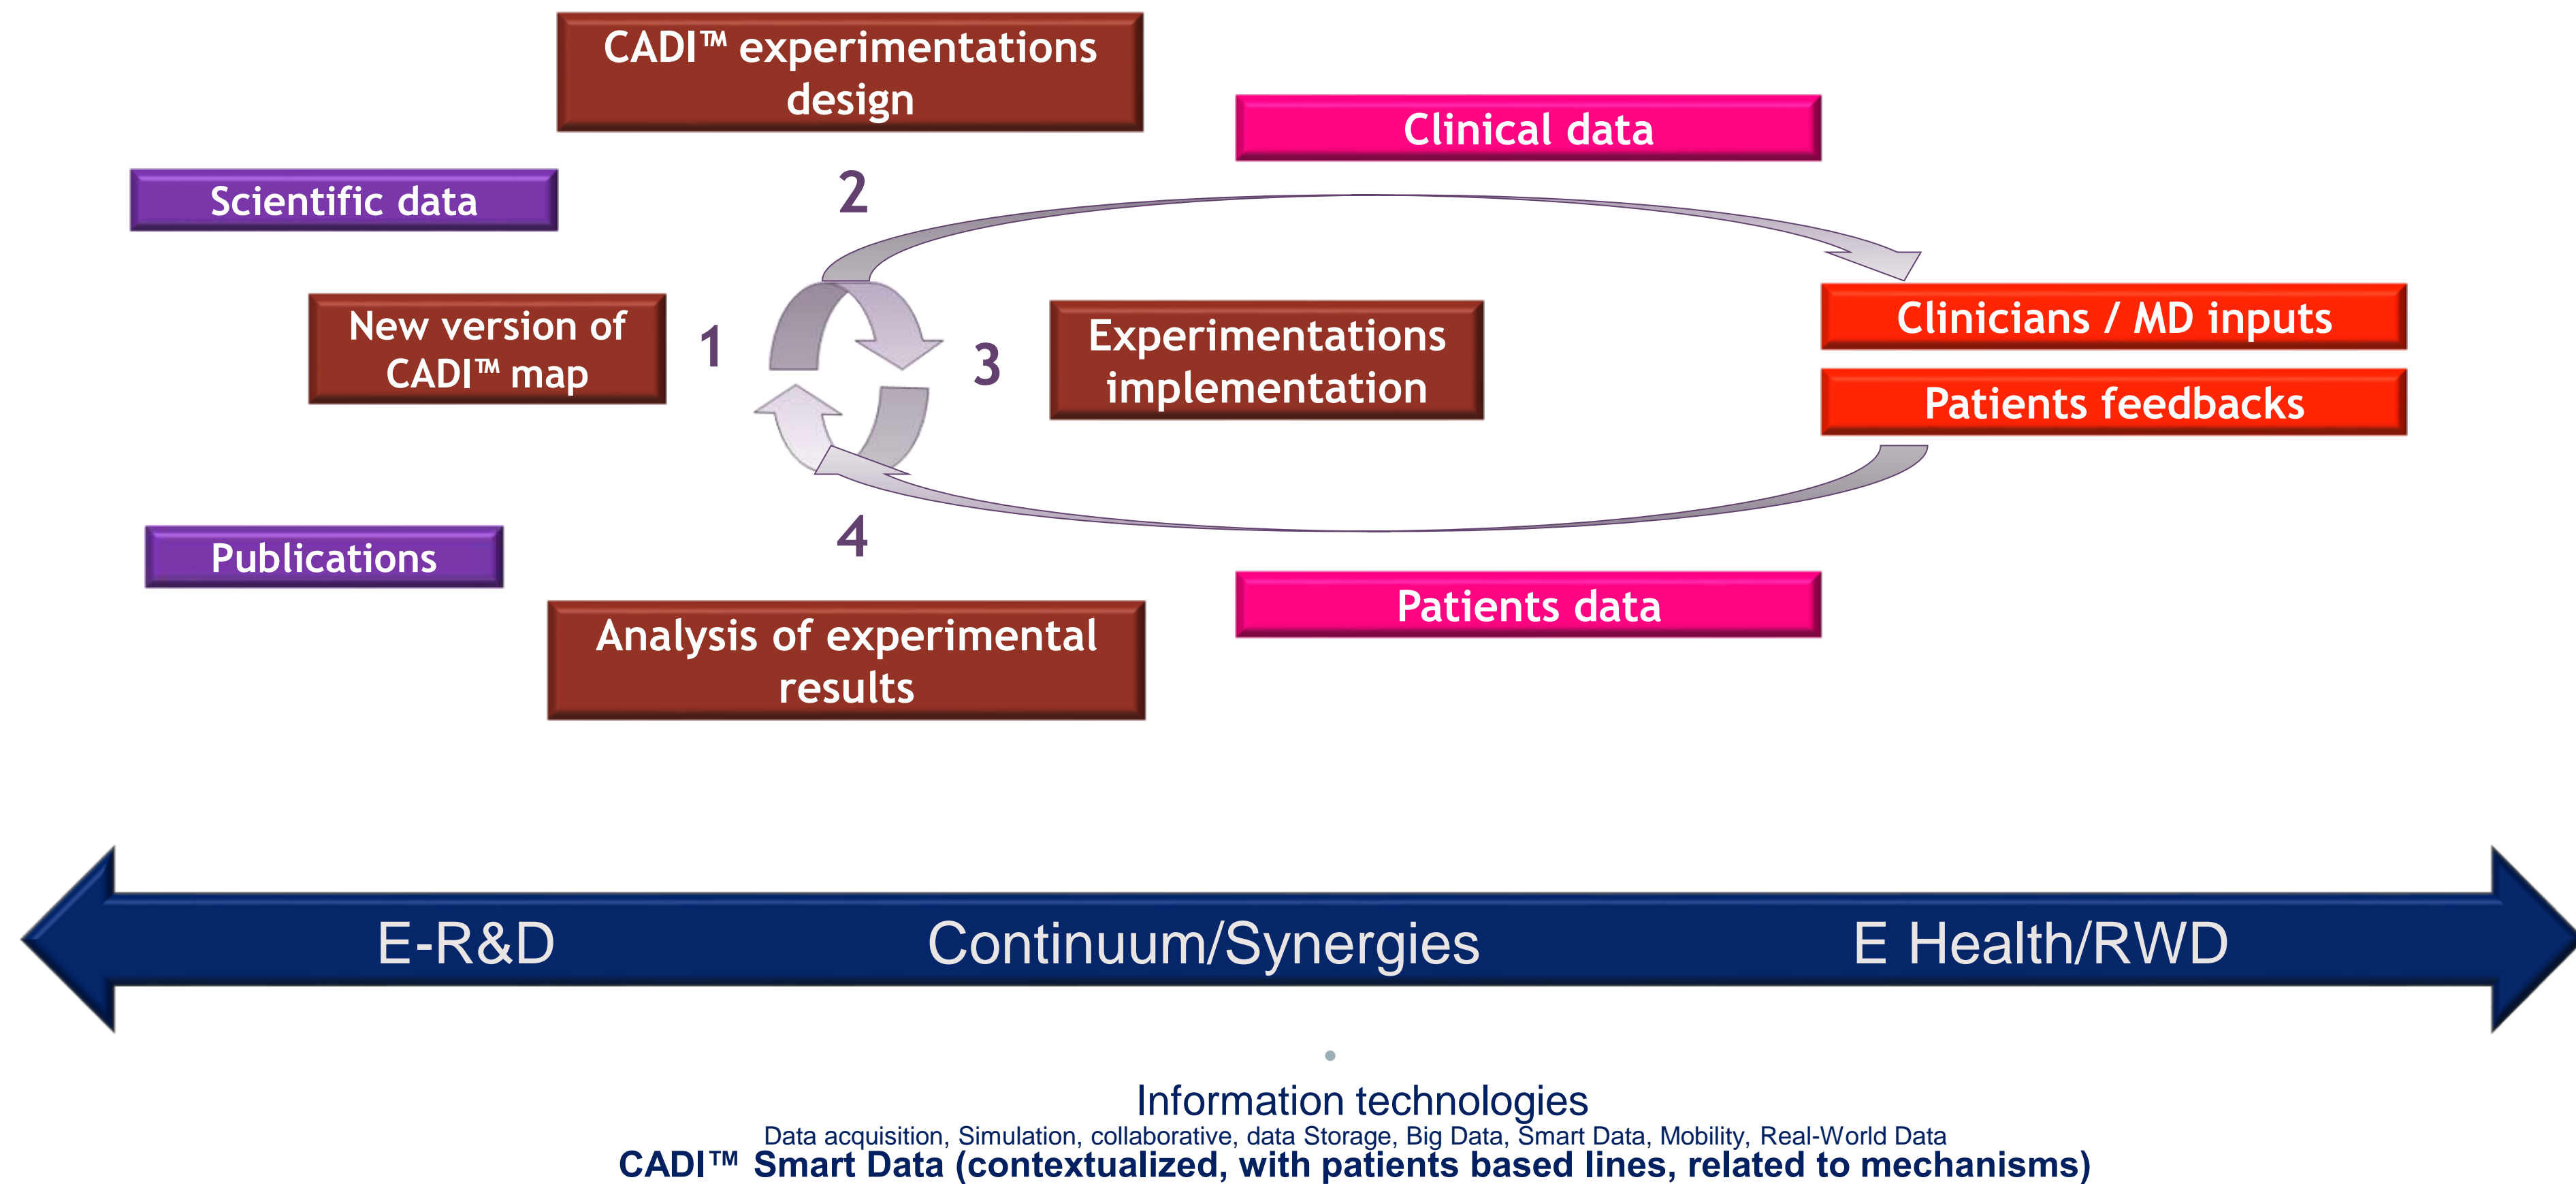 CADI™ experimentations
design
Clinical data
Scientific data
2
New version of
CADI™ map
1
3
Experimentations
implementation
Clinicians / MD inputs
Patients feedbacks
4
Publications
Patients data
Analysis of experimental
results
E-R&D
Continuum/Synergies
E Health/RWD
Information technologies
Data acquisition, Simulation, collaborative, data Storage, Big Data, Smart Data, Mobility, Real-World Data
CADI™ Smart Data (contextualized, with patients based lines, related to mechanisms)